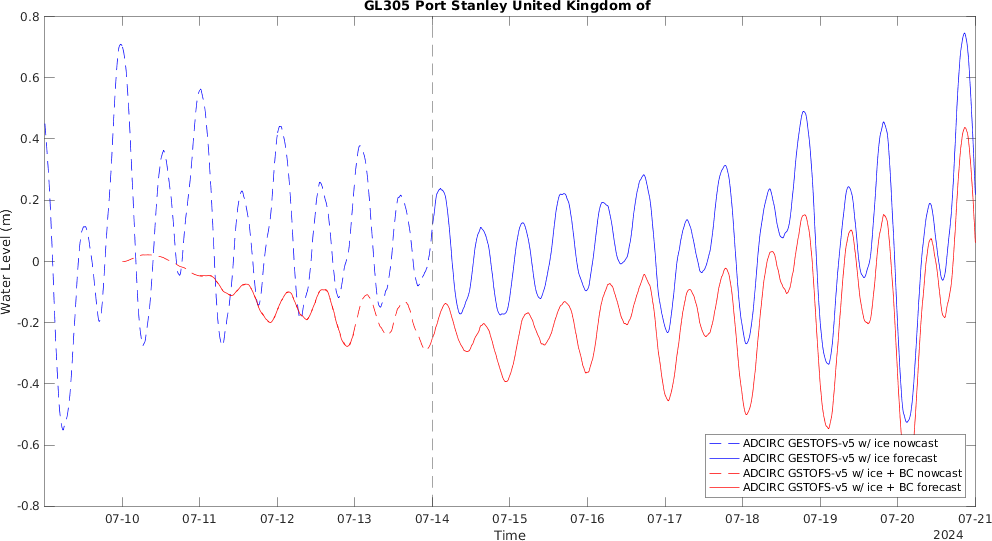 GL305 Port Stanley United Kingdom of
0.8
0.6
0.4
0.2
0
-0.2
-0.4
-0.6
-0.8
Water Level (m)
ADCIRC GESTOFS-v5 w/ ice nowcast
ADCIRC GESTOFS-v5 w/ ice forecast
ADCIRC GSTOFS-v5 w/ ice + BC nowcast
ADCIRC GSTOFS-v5 w/ ice + BC forecast
07-10 07-11 07-12 07-13 07-14 07-15 07-16 07-17 07-18 07-19 07-20 07-21
Time
2024